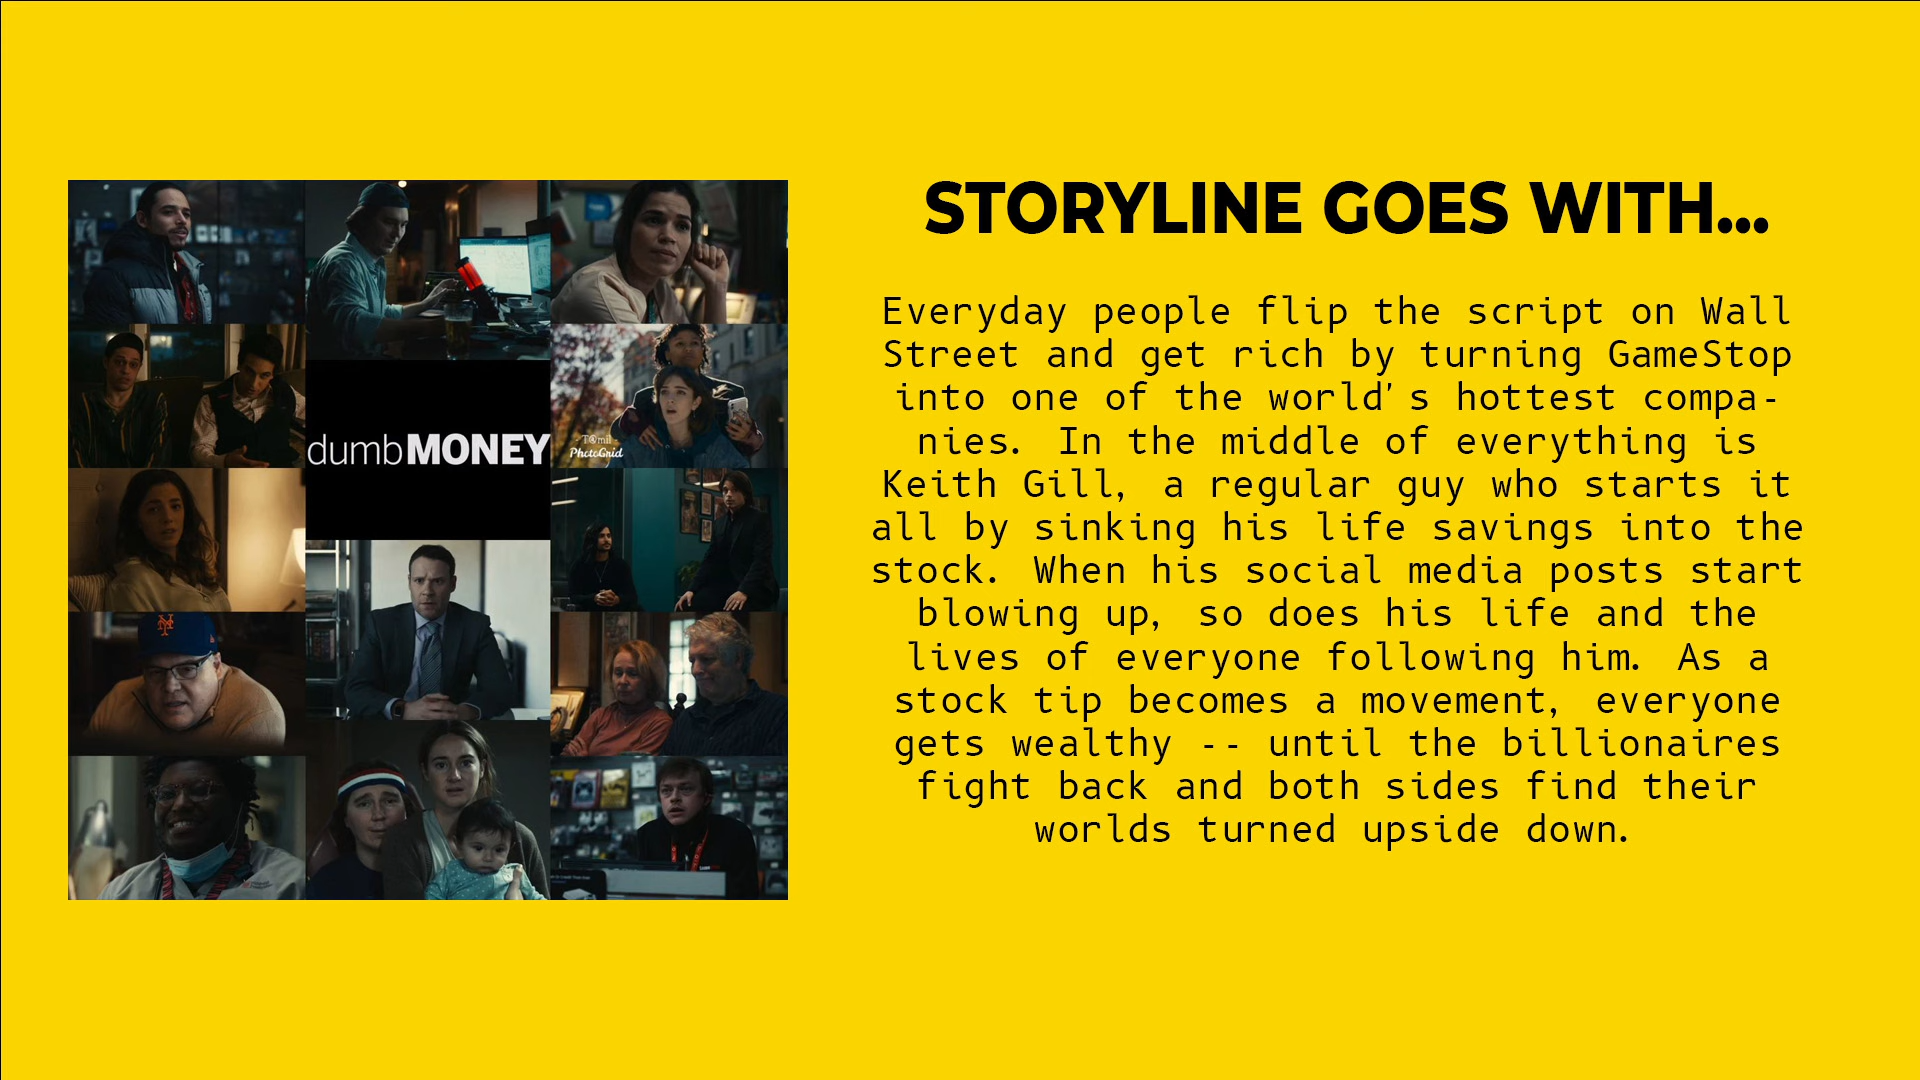 STORYLINE GOES WITH...
Everyday people flip the script on Wall
Street and get rich by turning GameStop
into one of the world's hottest compa-
nies. In the middle of everything is
Keith Gill, a regular guy who starts it
all by sinking his life savings into the
stock. When his social media posts start
blowing up, so does his life and the
lives of everyone following him. As a
stock tip becomes a movement, everyone
gets wealthy -- until the billionaires
fight back and both sides find their
worlds turned upside down.
dumbMONEY
- T@mil -
PhotoGrid